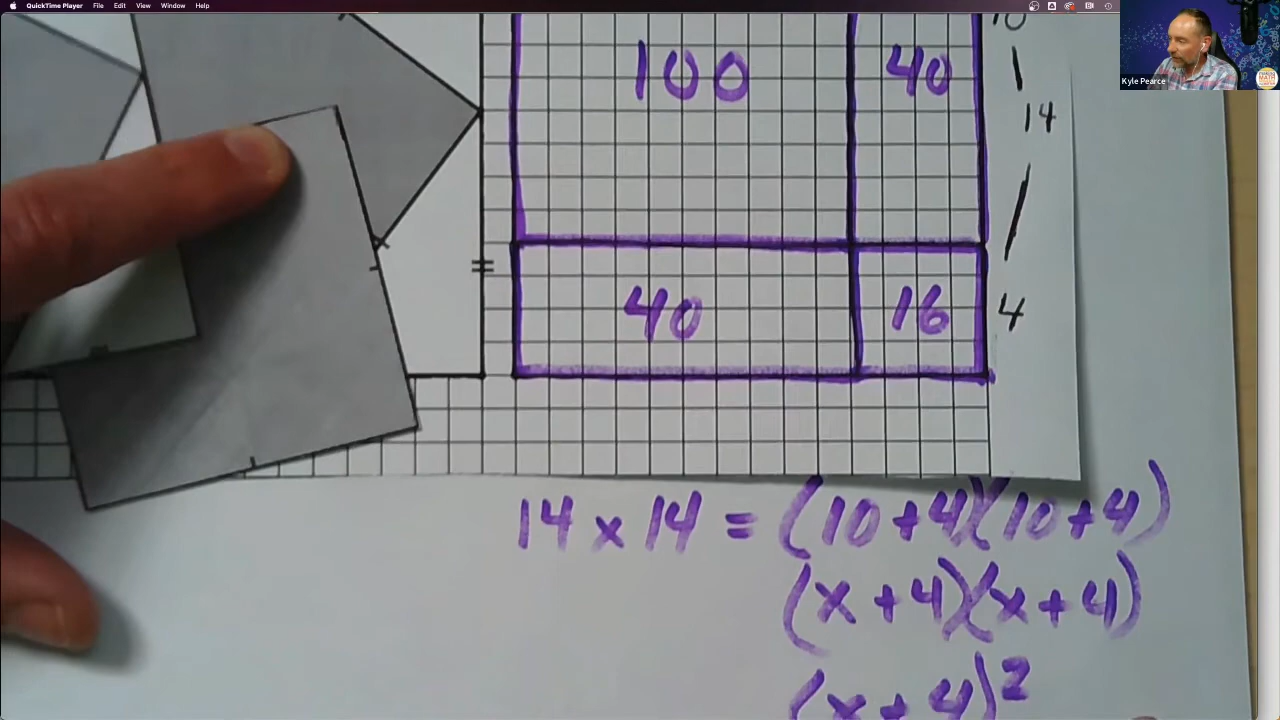 QuickTime Player File Edit View Window Help
Kyle Pearce
10
100 40
14
40 16 4
14 x 14 = (10+4)(10+4)
(x+4)(x+4)
(x+4)²